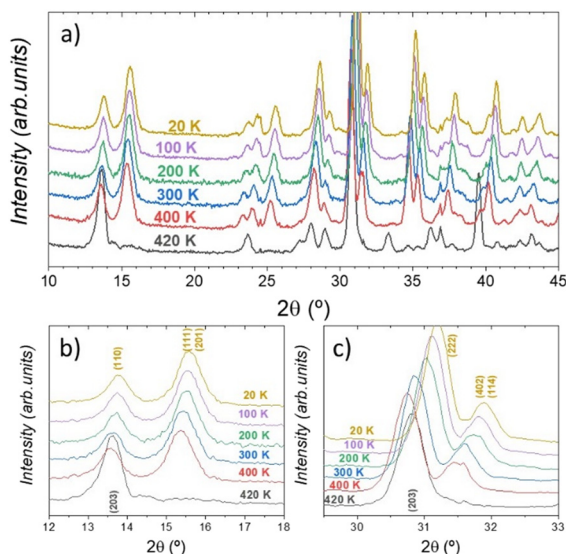 a)
Intensity (arb.units)
20 K
100 K
200 K
300 K
400 K
420 K
10 15 20 25 30 35 40 45
2θ (º)
b)
Intensity (arb.units)
(110)
(111)
(201)
20 K
100 K
200 K
300 K
400 K
420 K
(203)
12 13 14 15 16 17 18
2θ (º)
c)
Intensity (arb.units)
(222)
(402)
(114)
20 K
100 K
200 K
300 K
400 K
420 K
(203)
30 31 32 33
2θ (º)